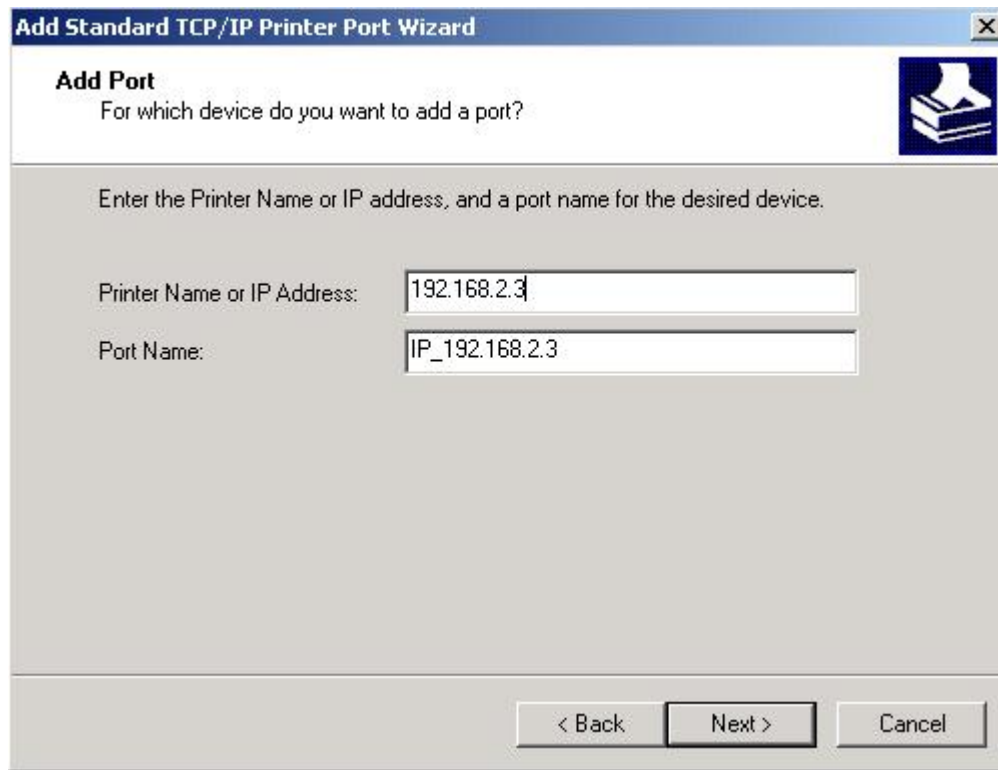 Add Standard TCP/IP Printer Port Wizard
Add Port
For which device do you want to add a port?
Enter the Printer Name or IP address, and a port name for the desired device.
Printer Name or IP Address: 192.168.2.3
Port Name: IP_192.168.2.3
< Back Next > Cancel